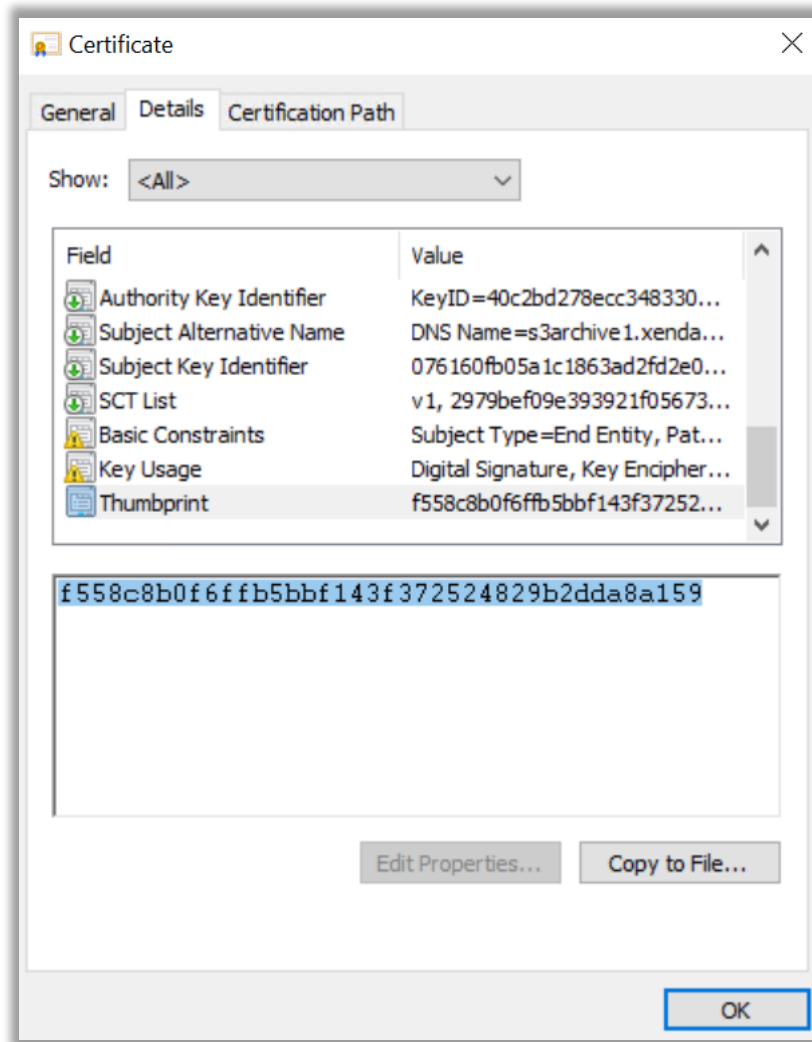 Certificate
General Details Certification Path
Show: <All>
Field Value
Authority Key Identifier KeyID=40c2bd278ecc348330...
Subject Alternative Name DNS Name=s3archive1.xenda...
Subject Key Identifier 076160fb05a1c1863ad2fd2e0...
SCT List v1, 2979bef09e393921f05673...
Basic Constraints Subject Type=End Entity, Pat...
Key Usage Digital Signature, Key Encipher...
Thumbprint f558c8b0f6ffb5bbf143f37252...
f558c8b0f6ffb5bbf143f372524829b2dda8a159
Edit Properties... Copy to File...
OK